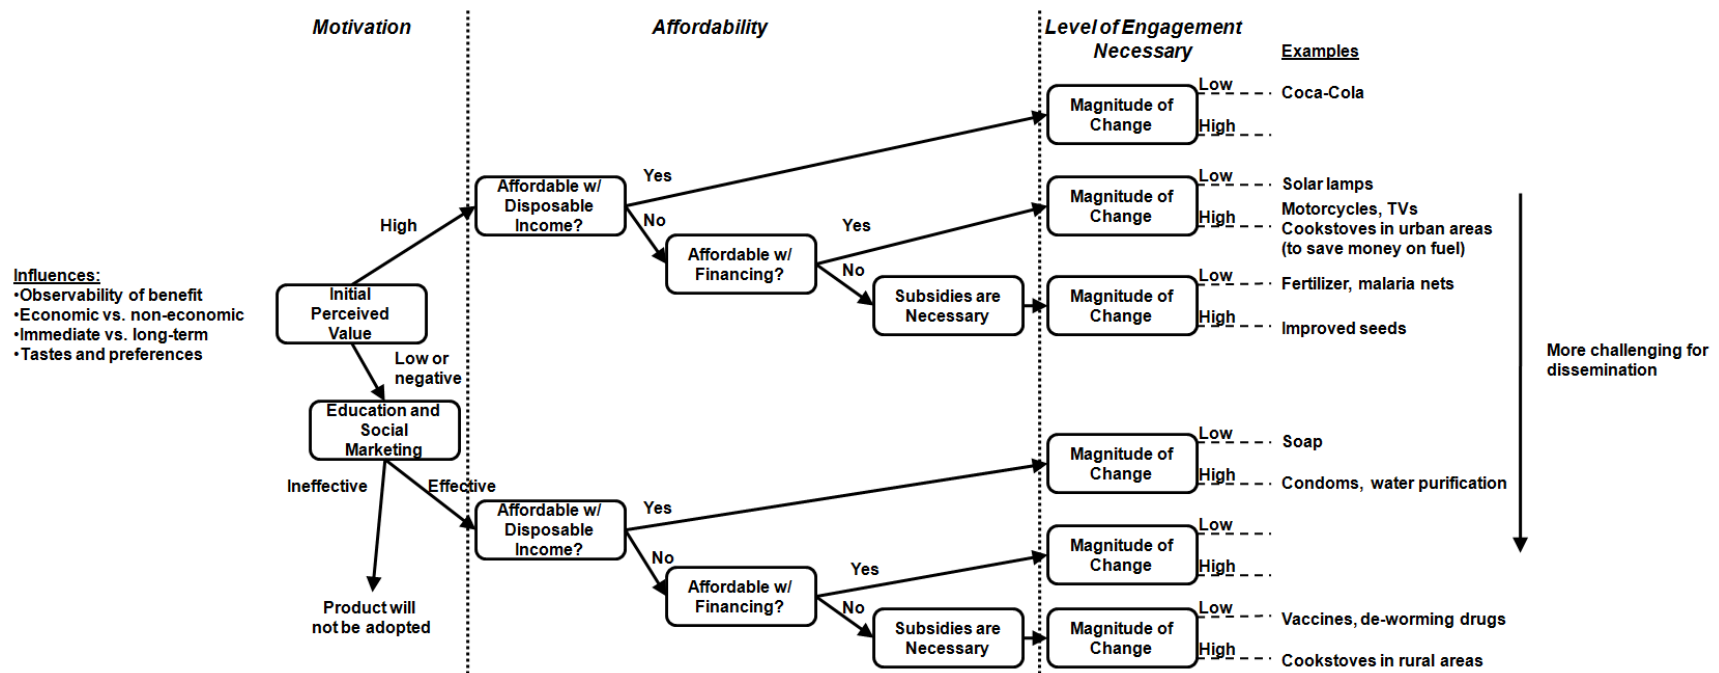 Motivation
Affordability
Level of Engagement
Necessary
Examples
Low
Coca-Cola
Magnitude of
Change
High
Affordable w/
Disposable
Income?
Yes
No
High
Low
Solar lamps
Magnitude of
Change
High
Motorcycles, TVs
Cookstoves in urban areas
(to save money on fuel)
Affordable w/
Financing?
Yes
No
Influences:
•Observability of benefit
•Economic vs. non-economic
•Immediate vs. long-term
•Tastes and preferences
Initial
Perceived
Value
Subsidies are
Necessary
Magnitude of
Change
Low
Fertilizer, malaria nets
High
Improved seeds
More challenging for
dissemination
Low or
negative
Education and
Social
Marketing
Ineffective
Effective
Product will
not be adopted
Affordable w/
Disposable
Income?
Yes
No
Magnitude of
Change
Low
Soap
High
Condoms, water purification
Affordable w/
Financing?
Yes
No
Magnitude of
Change
Low
High
Subsidies are
Necessary
Magnitude of
Change
Low
Vaccines, de-worming drugs
High
Cookstoves in rural areas